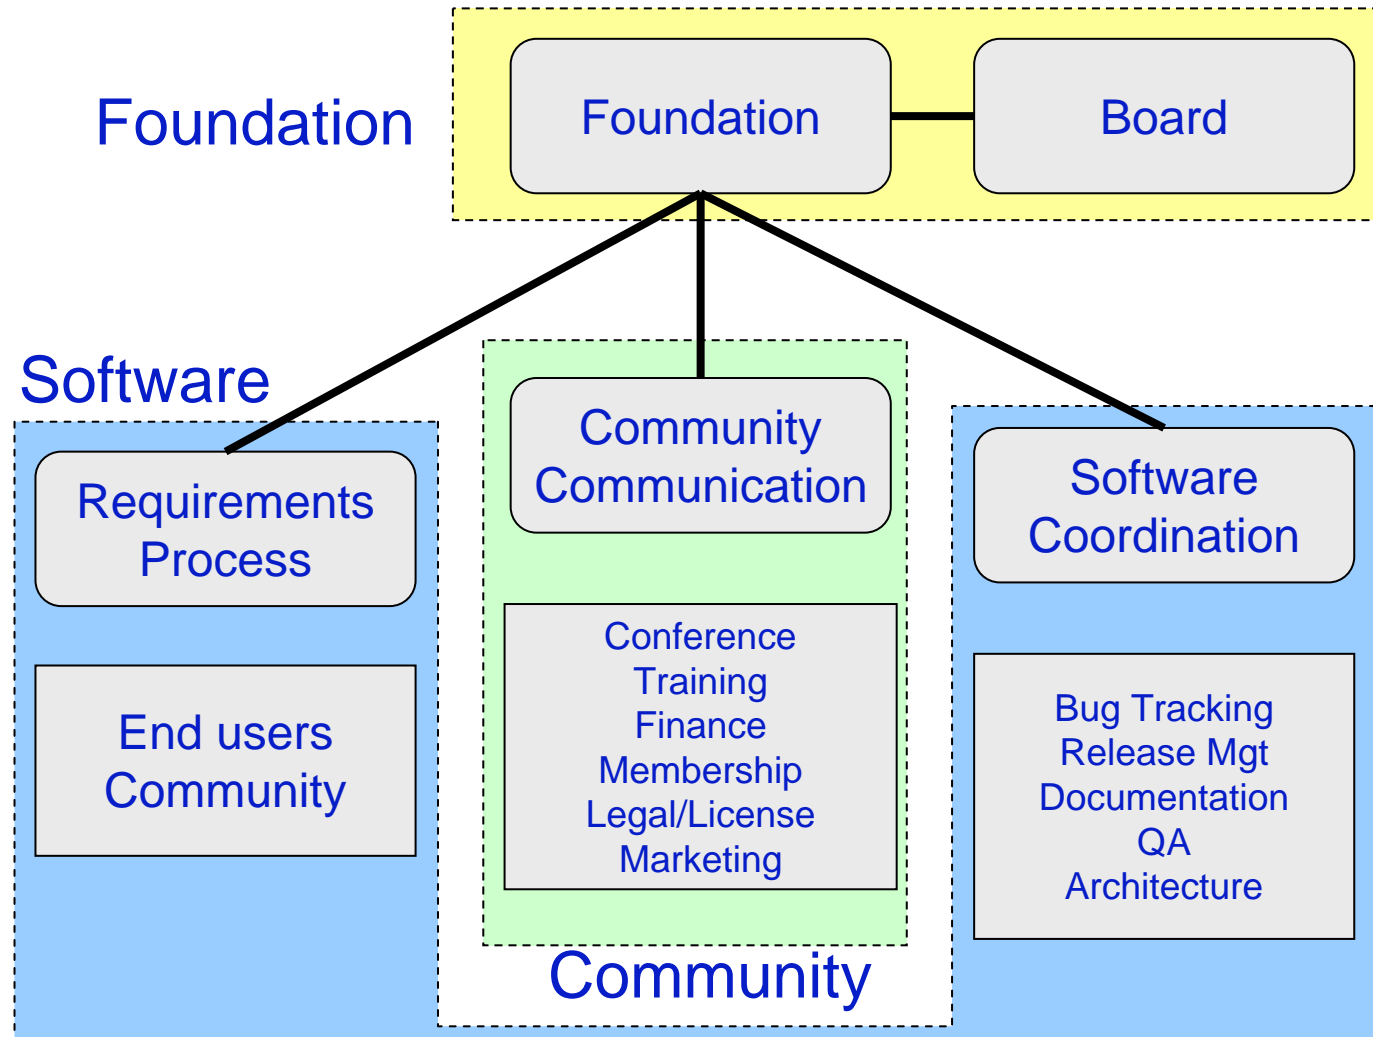 Foundation
Foundation
Board
Software
Requirements
Process
End users
Community
Community
Communication
Conference
Training
Finance
Membership
Legal/License
Marketing
Community
Software
Coordination
Bug Tracking
Release Mgt
Documentation
QA
Architecture